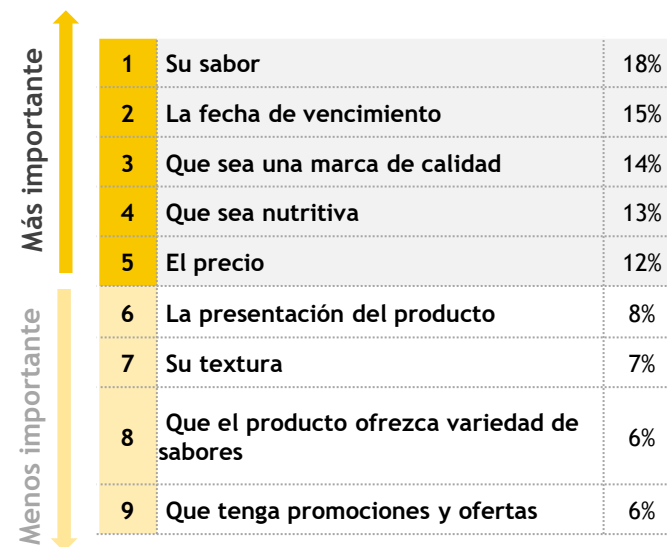 Más importante
1 Su sabor 18%
2 La fecha de vencimiento 15%
3 Que sea una marca de calidad 14%
4 Que sea nutritiva 13%
5 El precio 12%
Menos importante
6 La presentación del producto 8%
7 Su textura 7%
8 Que el producto ofrezca variedad de
sabores 6%
9 Que tenga promociones y ofertas 6%